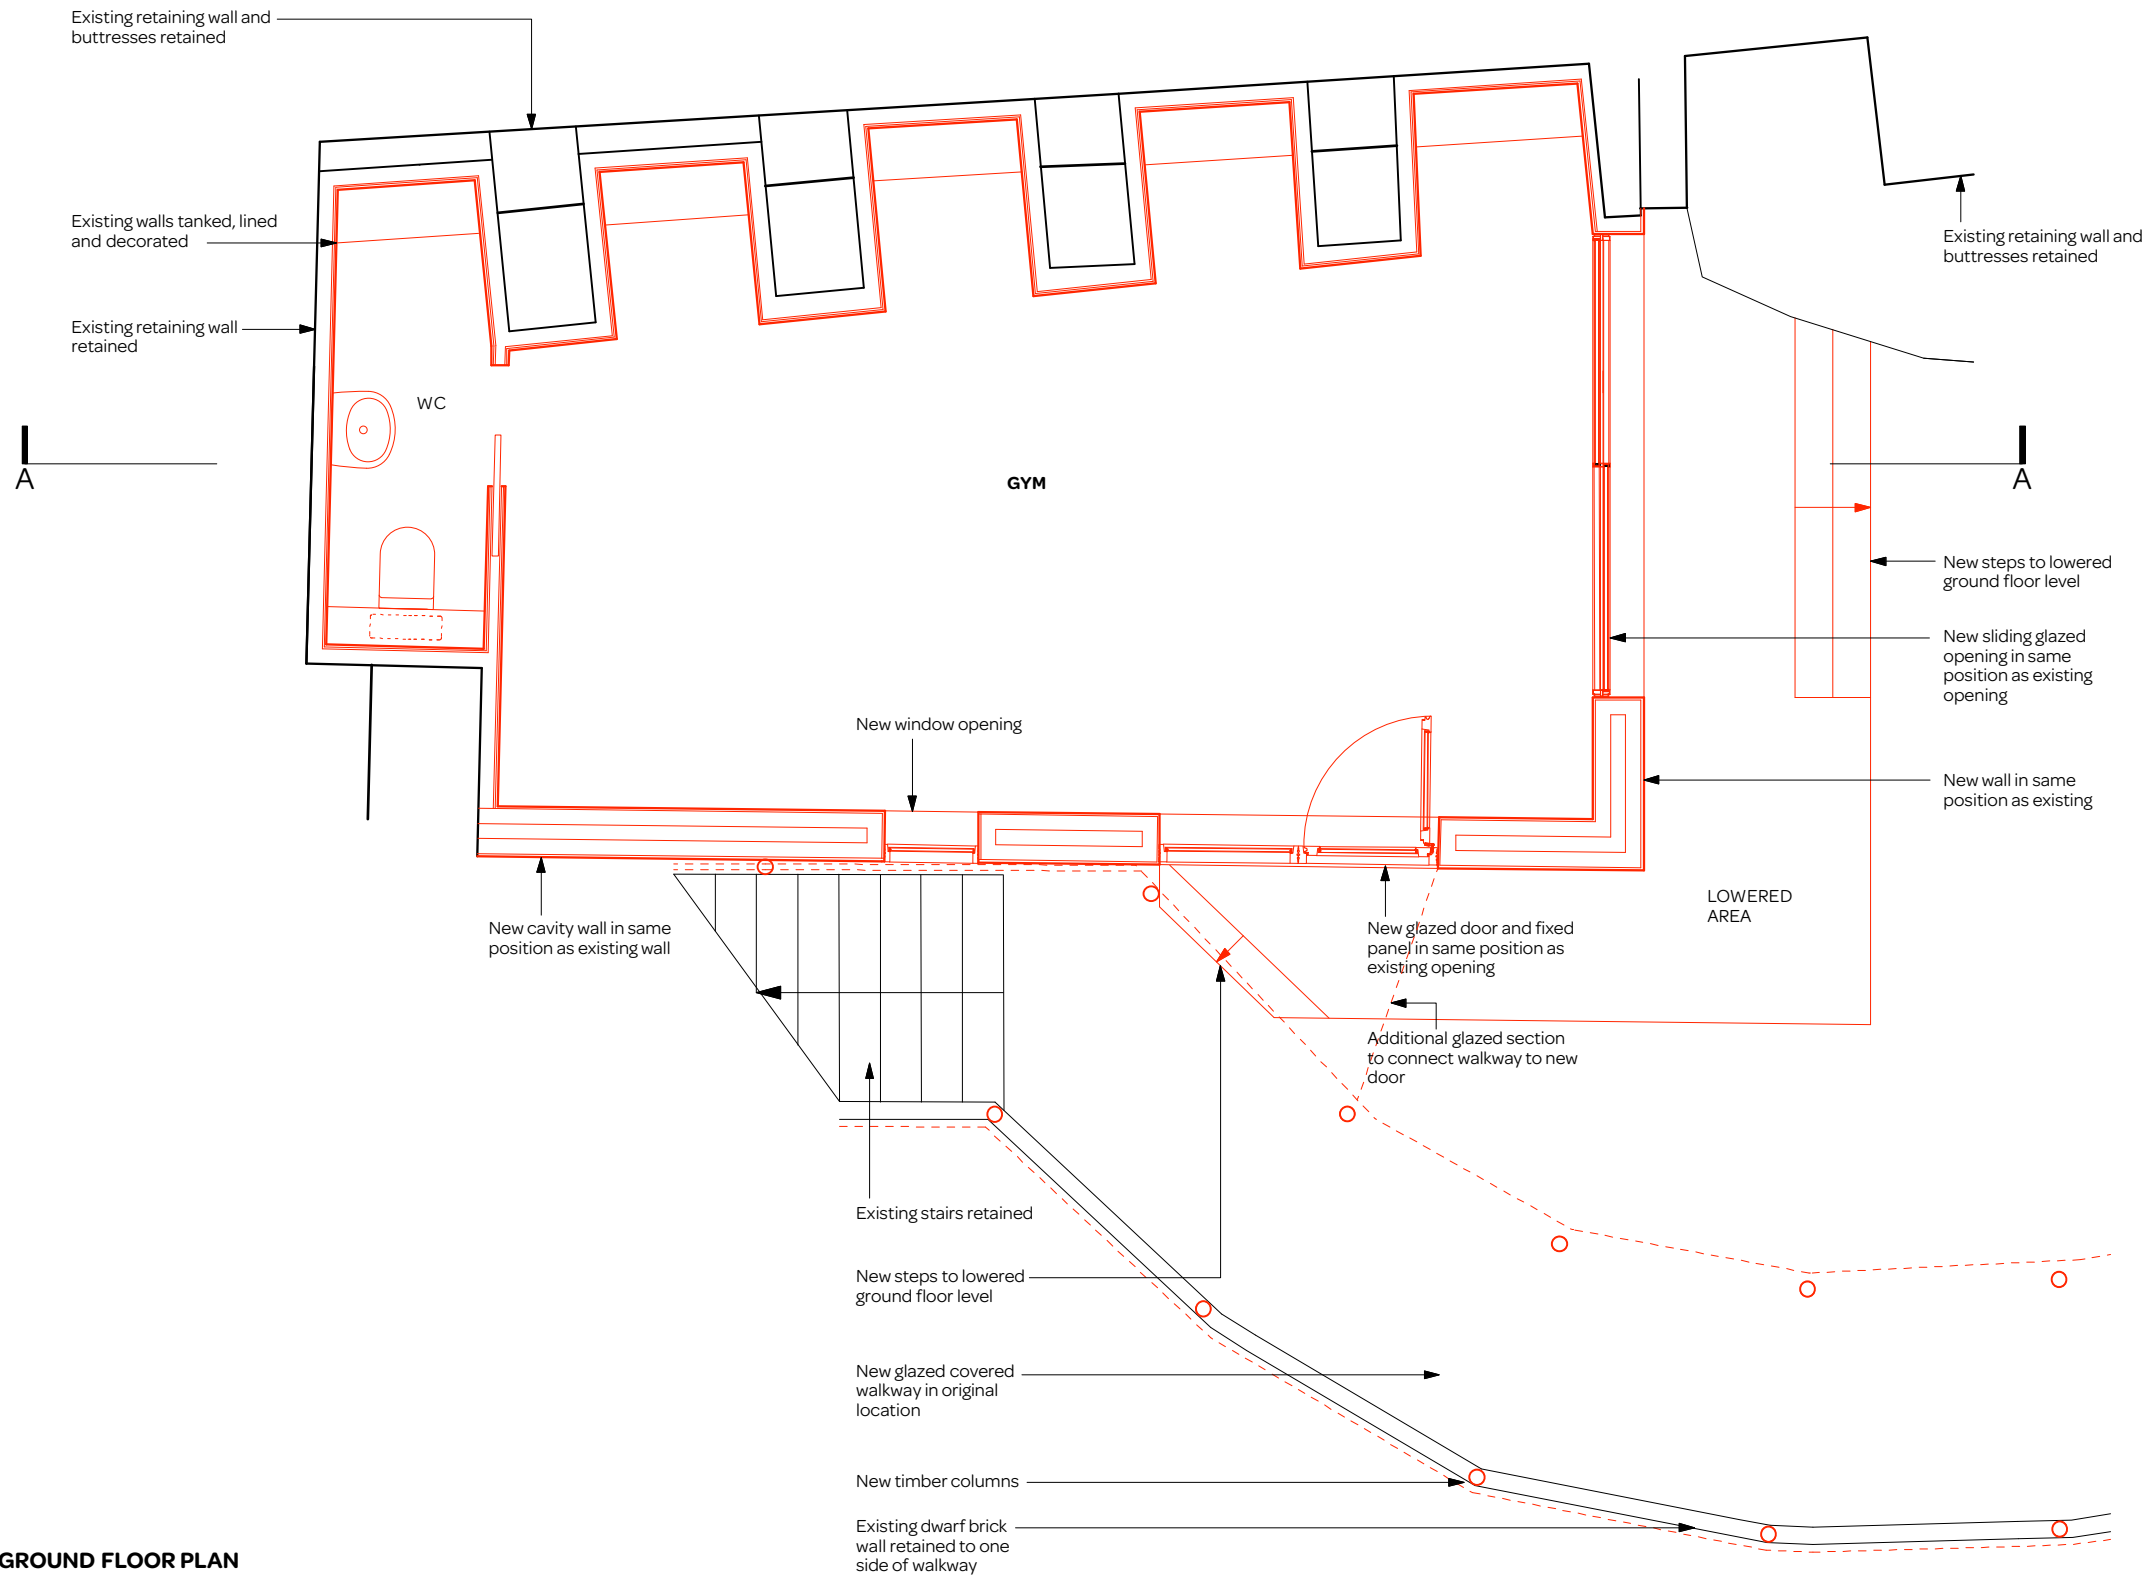 Existing retaining wall and
buttresses retained
Existing walls tanked, lined
and decorated
Existing retaining wall and
buttresses retained
Existing retaining wall
retained
WC
A
GYM
A
New steps to lowered
ground floor level
New sliding glazed
opening in same
position as existing
opening
New window opening
New wall in same
position as existing
LOWERED
AREA
New cavity wall in same
position as existing wall
New glazed door and fixed
panel in same position as
existing opening
Additional glazed section
to connect walkway to new
door
Existing stairs retained
New steps to lowered
ground floor level
New glazed covered
walkway in original
location
New timber columns
Existing dwarf brick
wall retained to one
side of walkway
GROUND FLOOR PLAN